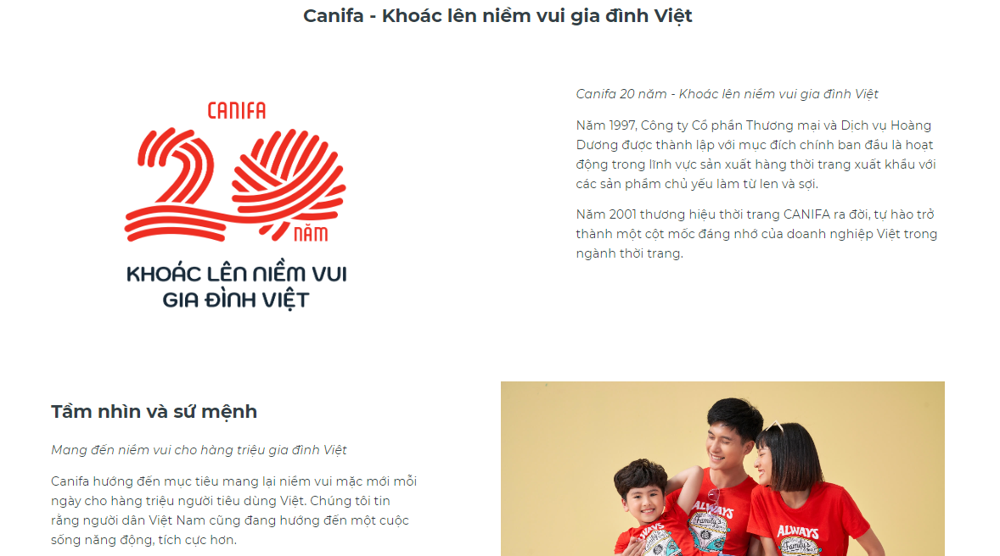 Canifa - Khoác lên niềm vui gia đình Việt
CANIFA
20
NĂM
KHOÁC LÊN NIỀM VUI
GIA ĐÌNH VIỆT
Canifa 20 năm - Khoác lên niềm vui gia đình Việt
Năm 1997, Công ty Cổ phần Thương mại và Dịch vụ Hoàng
Dương được thành lập với mục đích chính ban đầu là hoạt
động trong lĩnh vực sản xuất hàng thời trang xuất khẩu với
các sản phẩm chủ yếu làm từ len và sợi.
Năm 2001 thương hiệu thời trang CANIFA ra đời, tự hào trở
thành một cột mốc đáng nhớ của doanh nghiệp Việt trong
ngành thời trang.
Tầm nhìn và sứ mệnh
Mang đến niềm vui cho hàng triệu gia đình Việt
Canifa hướng đến mục tiêu mang lại niềm vui mặc mới mỗi
ngày cho hàng triệu người tiêu dùng Việt. Chúng tôi tin
rằng người dân Việt Nam cũng đang hướng đến một cuộc
sống năng động, tích cực hơn.
ALWAYS
Family
ALWAYS
Family
ALWAYS